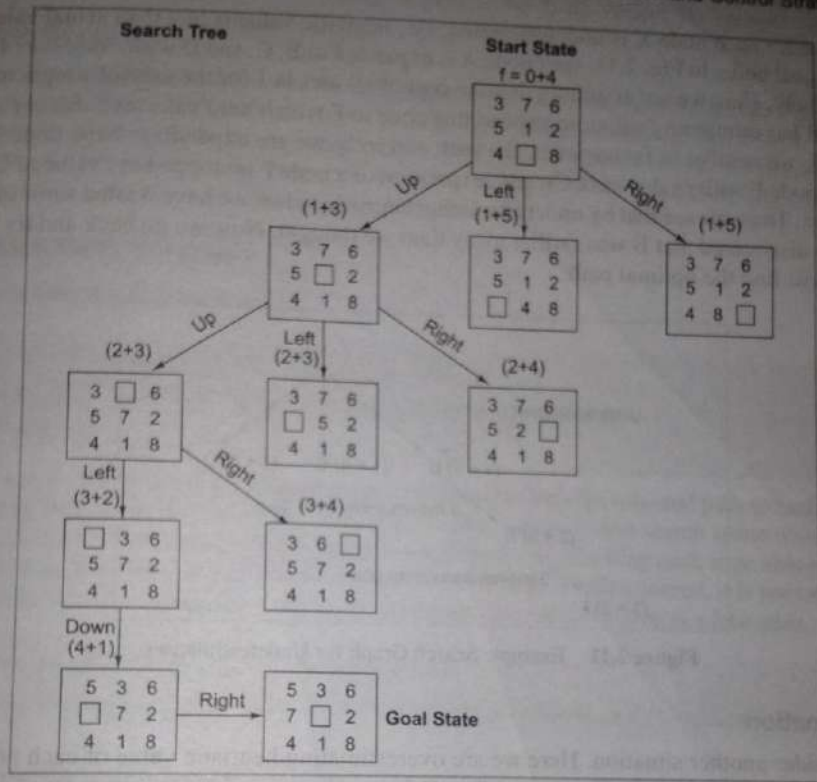 Control Stra
Search Tree
Start State
f = 0+4
3 7 6
5 1 2
4 □ 8
Up
Left
Right
(1+3)
(1+5)
(1+5)
3 7 6
5 □ 2
4 1 8
3 7 6
5 1 2
□ 4 8
3 7 6
5 1 2
4 8 □
Up
Left
Right
(2+3)
(2+3)
(2+4)
3 □ 6
5 7 2
4 1 8
3 7 6
□ 5 2
4 1 8
3 7 6
5 2 □
4 1 8
Left
Right
(3+2)
(3+4)
□ 3 6
5 7 2
4 1 8
3 6 □
5 7 2
4 1 8
Down
(4+1)
5 3 6
□ 7 2
4 1 8
Right
5 3 6
7 □ 2
4 1 8
Goal State